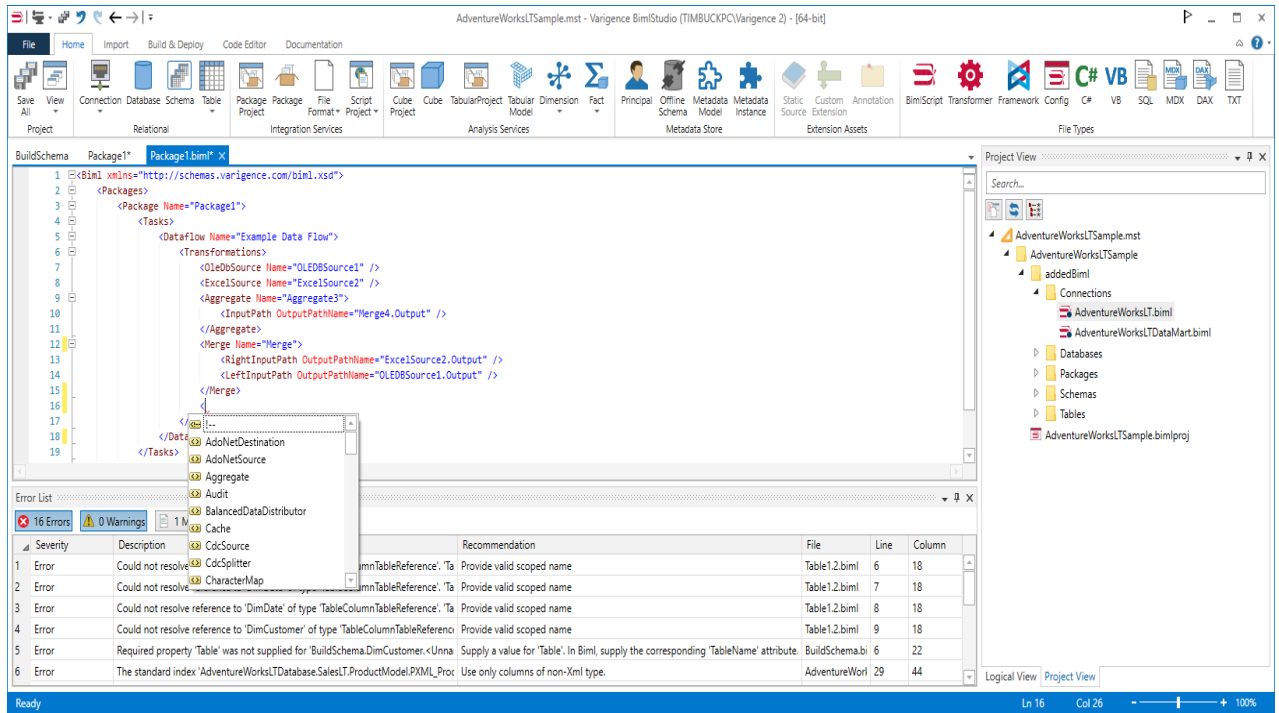 AdventureWorksLTSample.mst - Varigence BimlStudio (TIMBUCKPC\Varigence 2) - [64-bit]
File Home Import Build & Deploy Code Editor Documentation
Save All View Connection Database Schema Table Package Project Package File Format Script Project Cube Project Cube TabularProject Tabular Model Dimension Fact Principal Offline Schema Metadata Model Metadata Instance Static Source Custom Extension Annotation BimlScript Transformer Framework Config C# VB SQL MDX DAX TXT
C# VB MDX DAX
Project Relational Integration Services Analysis Services Metadata Store Extension Assets File Types
BuildSchema Package1* Package1.biml* X
1 <Biml xmlns="http://schemas.varigence.com/biml.xsd">
2 <Packages>
3 <Package Name="Package1">
4 <Tasks>
5 <Dataflow Name="Example Data Flow">
6 <Transformations>
7 <OleDbSource Name="OLEDBSource1" />
8 <ExcelSource Name="ExcelSource2" />
9 <Aggregate Name="Aggregate3">
10 <InputPath OutputPathName="Merge4.Output" />
11 </Aggregate>
12 <Merge Name="Merge">
13 <RightInputPath OutputPathName="ExcelSource2.Output" />
14 <LeftInputPath OutputPathName="OLEDBSource1.Output" />
15 </Merge>
16 <
17 </
18 </Data
19 </Tasks>
!--
AdoNetDestination
AdoNetSource
Aggregate
Audit
BalancedDataDistributor
Cache
CdcSource
CdcSplitter
CharacterMap
Error List
16 Errors 0 Warnings 1 M
Severity Description Recommendation File Line Column
1 Error Could not resolve umnTableReference'. 'Ta Provide valid scoped name Table1.2.biml 6 18
2 Error Could not resolve Provide valid scoped name Table1.2.biml 7 18
3 Error Could not resolve reference to 'DimDate' of type 'TableColumnTableReference'. 'Ta Provide valid scoped name Table1.2.biml 8 18
4 Error Could not resolve reference to 'DimCustomer' of type 'TableColumnTableReference Provide valid scoped name Table1.2.biml 9 18
5 Error Required property 'Table' was not supplied for 'BuildSchema.DimCustomer.<Unna Supply a value for 'Table'. In Biml, supply the corresponding 'TableName' attribute. BuildSchema.bi 6 22
6 Error The standard index 'AdventureWorksLTDatabase.SalesLT.ProductModel.PXML_Proc Use only columns of non-Xml type. AdventureWorl 29 44
Project View
Search...
AdventureWorksLTSample.mst
AdventureWorksLTSample
addedBiml
Connections
AdventureWorksLT.biml
AdventureWorksLTDataMart.biml
Databases
Packages
Schemas
Tables
AdventureWorksLTSample.bimlproj
Logical View Project View
Ready Ln 16 Col 26 - + 100%